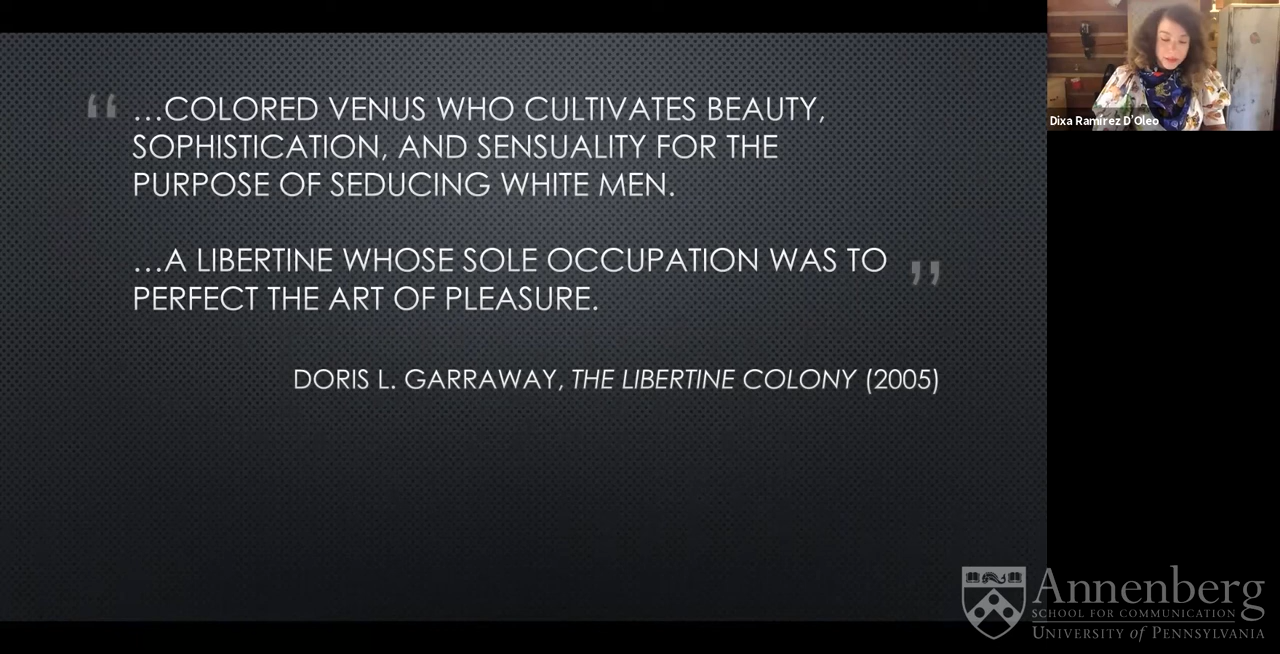 “ …COLORED VENUS WHO CULTIVATES BEAUTY,
SOPHISTICATION, AND SENSUALITY FOR THE
PURPOSE OF SEDUCING WHITE MEN.
…A LIBERTINE WHOSE SOLE OCCUPATION WAS TO
PERFECT THE ART OF PLEASURE. ”
DORIS L. GARRAWAY, THE LIBERTINE COLONY (2005)
Dixa Ramírez D’Oleo
Annenberg
SCHOOL FOR COMMUNICATION
UNIVERSITY of PENNSYLVANIA